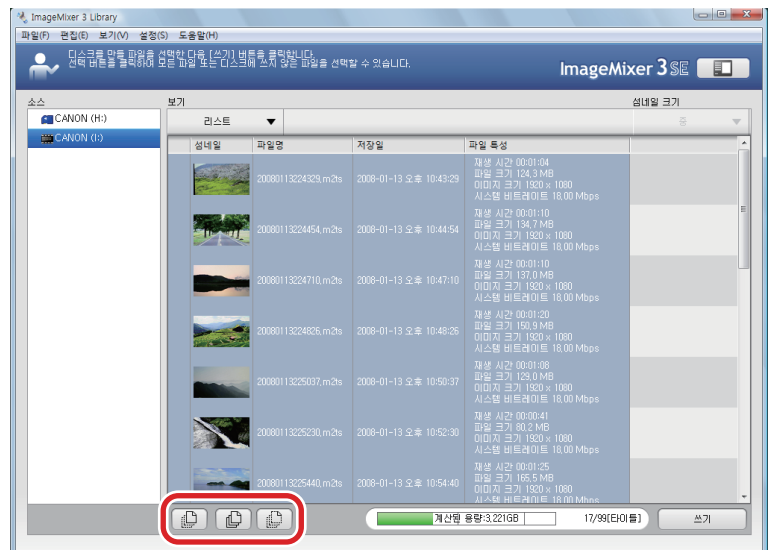 ImageMixer 3 Library
파일(F) 편집(E) 보기(V) 설정(S) 도움말(H)
디스크를 만들 파일을 선택한 다음 [쓰기] 버튼을 클릭합니다.
선택 버튼을 클릭하여 모든 파일 또는 디스크에 쓰지 않은 파일을 선택할 수 있습니다.
ImageMixer 3 SE
소스
보기
섬네일 크기
CANON (H:)
CANON (I:)
리스트
중
섬네일 파일명 저장일 파일 특성
재생 시간 00:01:04
파일 크기 124,3 MB
20080113224329,m2ts 2008-01-13 오후 10:43:29
이미지 크기 1920 x 1080
시스템 비트레이트 18,00 Mbps
재생 시간 00:01:10
파일 크기 134,7 MB
20080113224454,m2ts 2008-01-13 오후 10:44:54
이미지 크기 1920 x 1080
시스템 비트레이트 18,00 Mbps
재생 시간 00:01:10
파일 크기 137,0 MB
20080113224710,m2ts 2008-01-13 오후 10:47:10
이미지 크기 1920 x 1080
시스템 비트레이트 18,00 Mbps
재생 시간 00:01:20
파일 크기 150,9 MB
20080113224826,m2ts 2008-01-13 오후 10:48:26
이미지 크기 1920 x 1080
시스템 비트레이트 18,00 Mbps
재생 시간 00:01:08
파일 크기 129,0 MB
20080113225037,m2ts 2008-01-13 오후 10:50:37
이미지 크기 1920 x 1080
시스템 비트레이트 18,00 Mbps
재생 시간 00:00:41
파일 크기 80,2 MB
20080113225230,m2ts 2008-01-13 오후 10:52:30
이미지 크기 1920 x 1080
시스템 비트레이트 18,00 Mbps
재생 시간 00:01:25
파일 크기 165,5 MB
20080113225440,m2ts 2008-01-13 오후 10:54:40
이미지 크기 1920 x 1080
시스템 비트레이트 18,00 Mbps
계산된 용량:3,221GB 17/99[타이틀]
쓰기